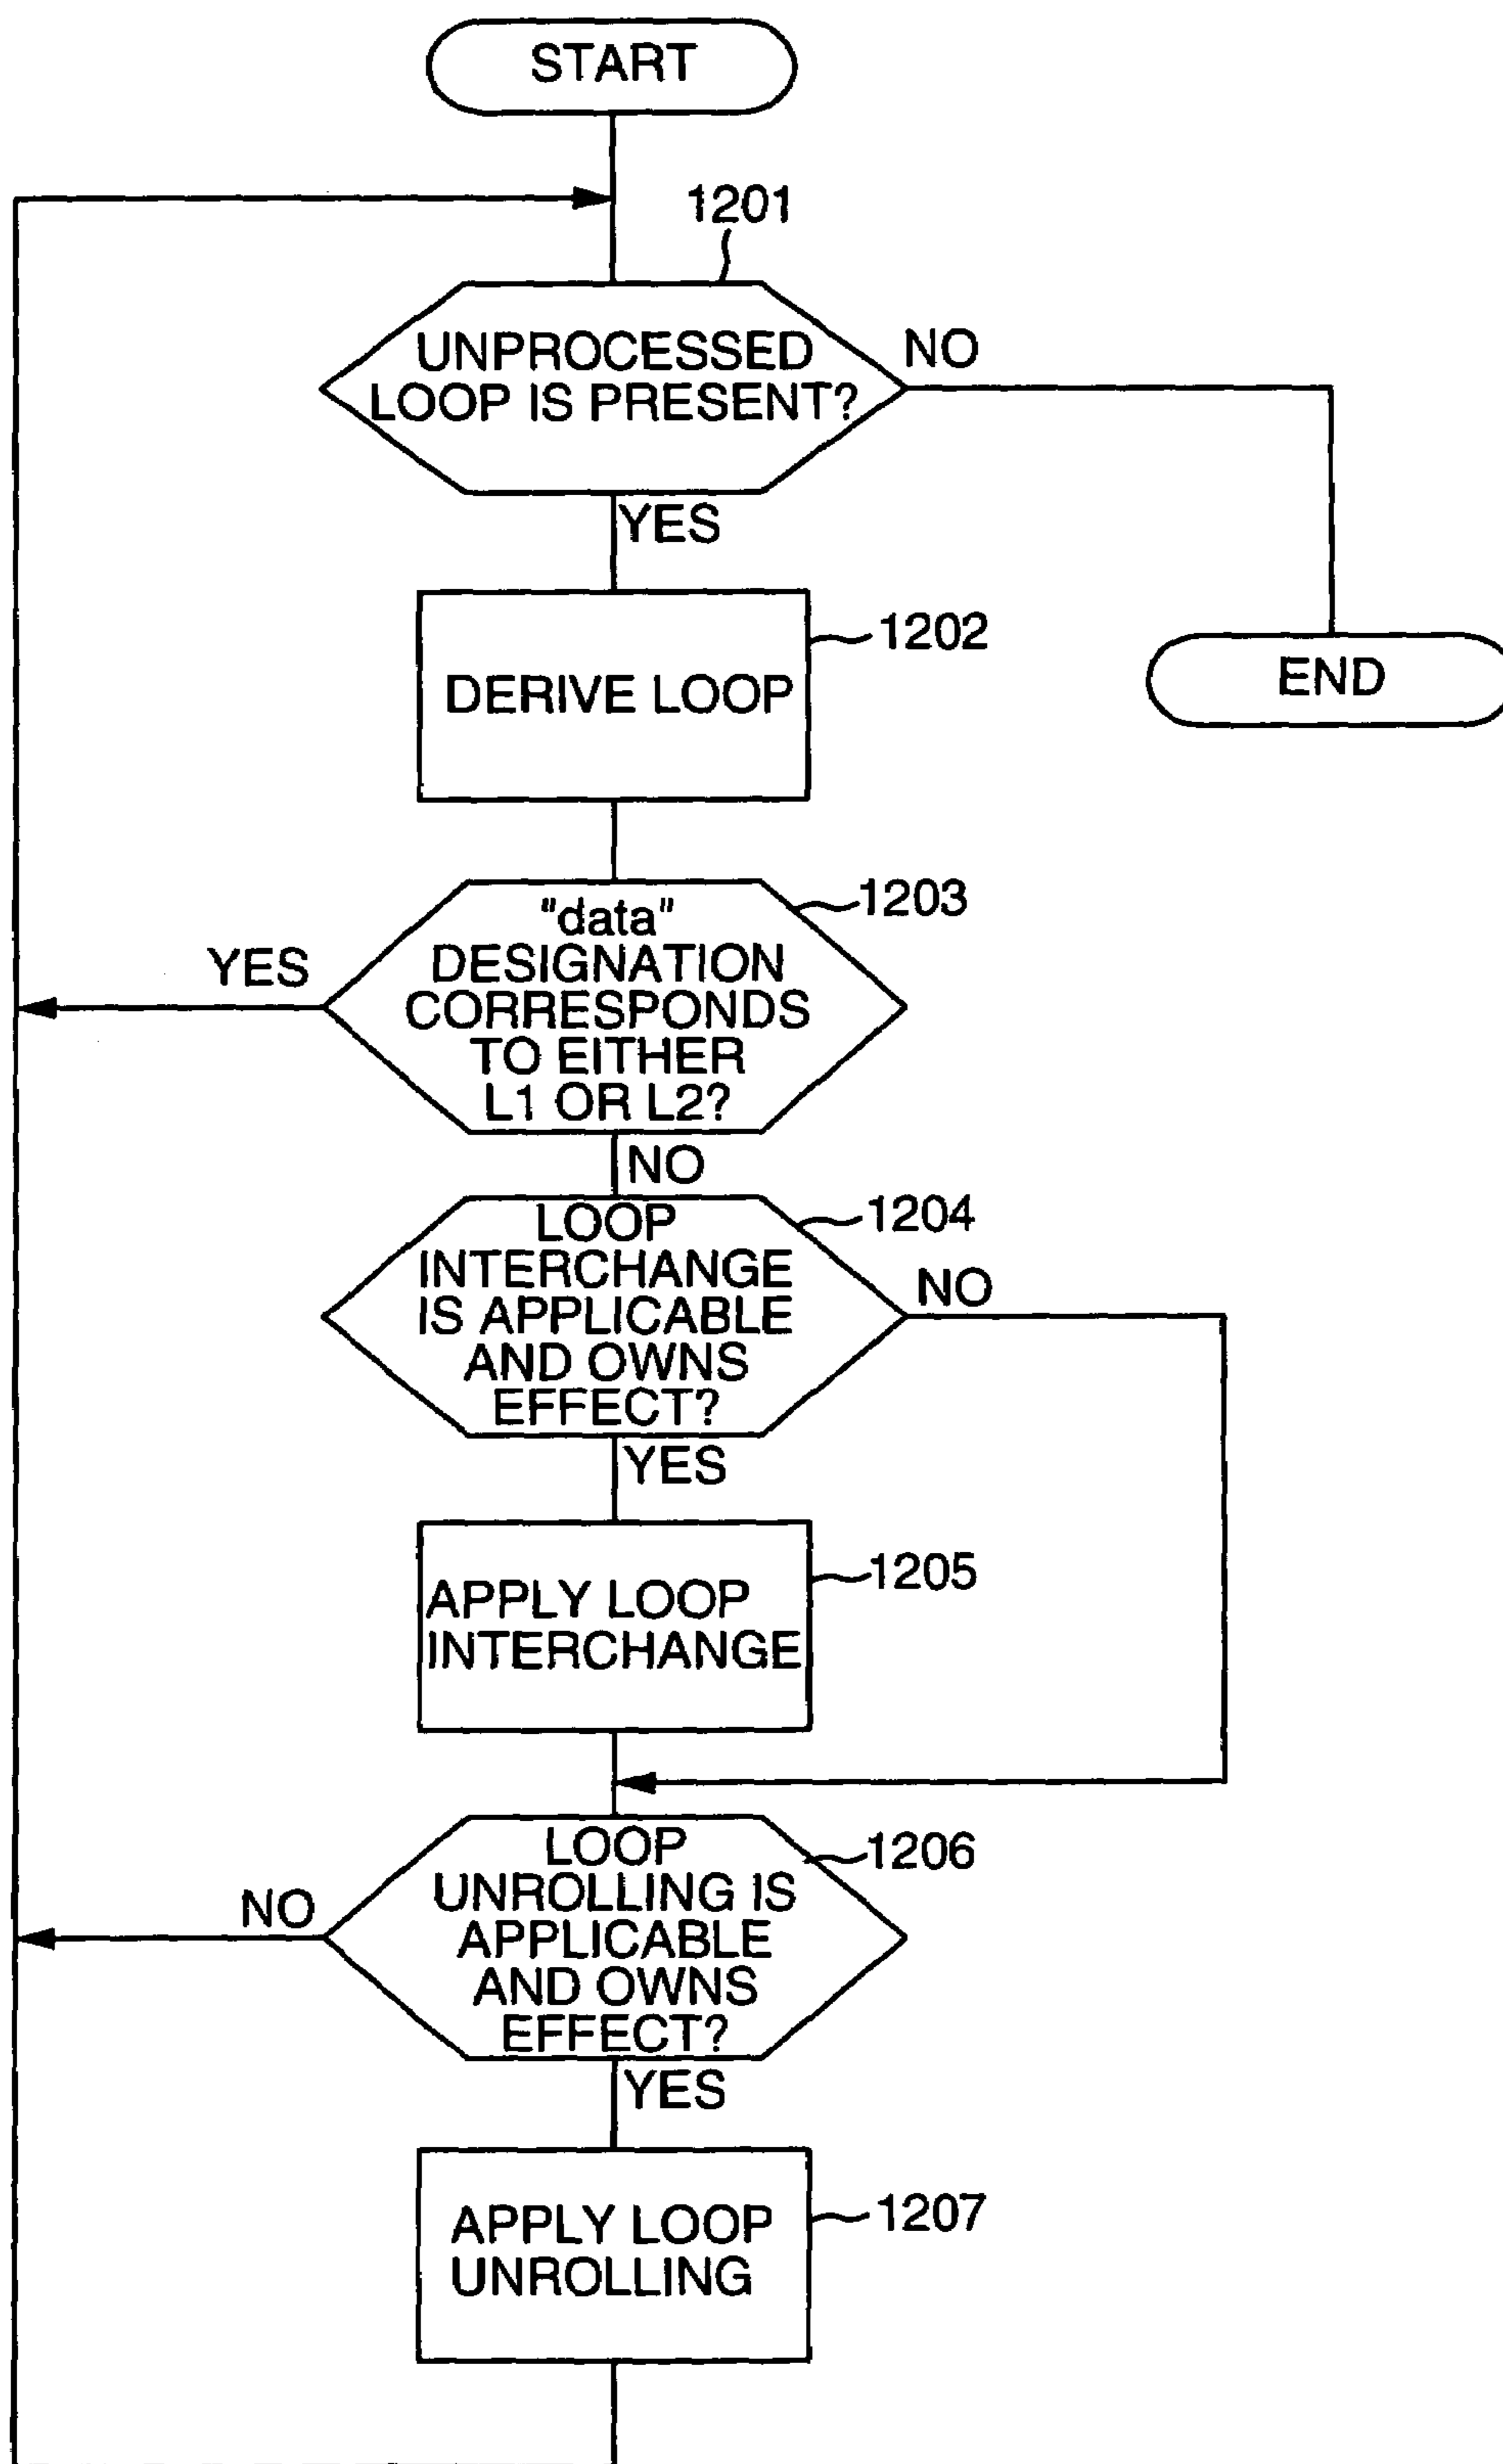 START
1201
UNPROCESSED
LOOP IS PRESENT?
NO
YES
1202
DERIVE LOOP
END
1203
"data"
DESIGNATION
CORRESPONDS
TO EITHER
L1 OR L2?
YES
NO
1204
LOOP
INTERCHANGE
IS APPLICABLE
AND OWNS
EFFECT?
NO
YES
1205
APPLY LOOP
INTERCHANGE
1206
LOOP
UNROLLING IS
APPLICABLE
AND OWNS
EFFECT?
NO
YES
1207
APPLY LOOP
UNROLLING